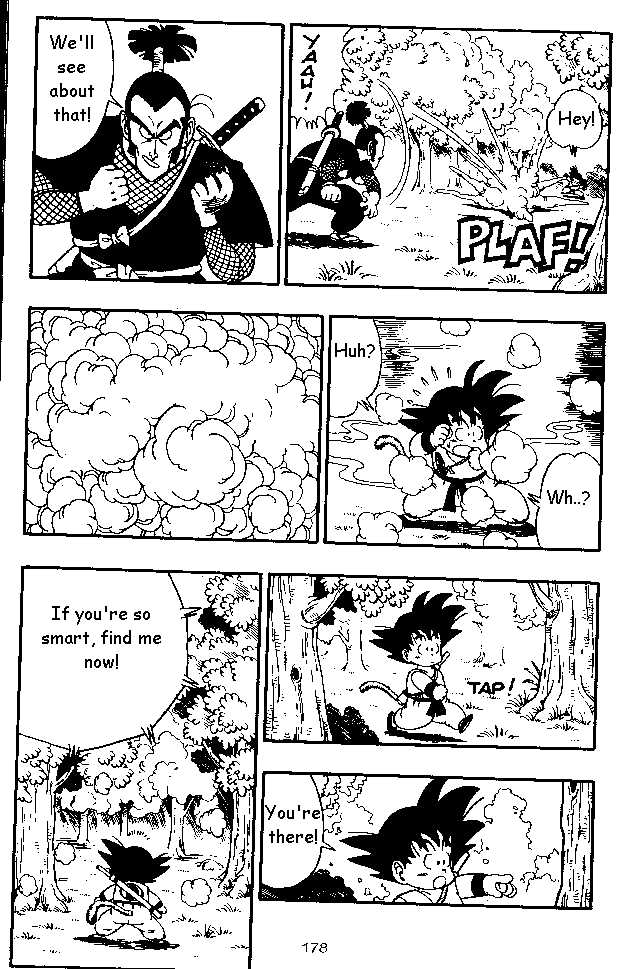 We'll
see
about
that!
YAAH!
Hey!
PLAF!
Huh?
Wh..?
If you're so
smart, find me
now!
TAP!
You're
there!
178